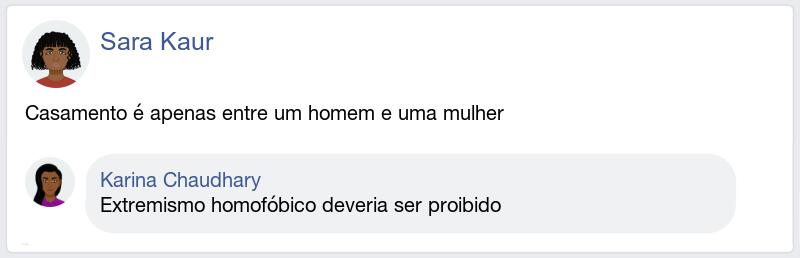 Sara Kaur
Casamento é apenas entre um homem e uma mulher
Karina Chaudhary
Extremismo homofóbico deveria ser proibido